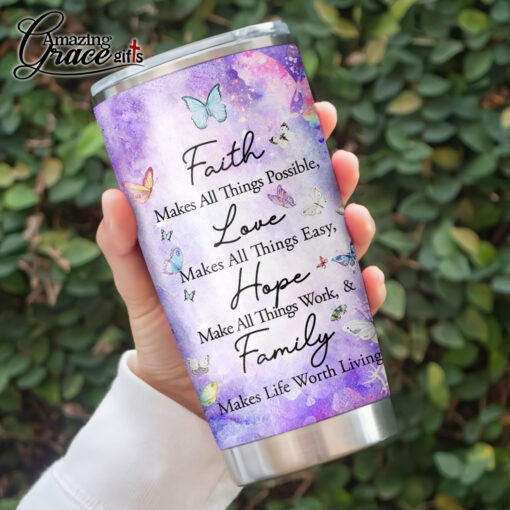 Amazing
Grace gifts
Faith
Makes All Things Possible,
Love
Makes All Things Easy,
Hope
Make All Things Work, &
Family
Makes Life Worth Living